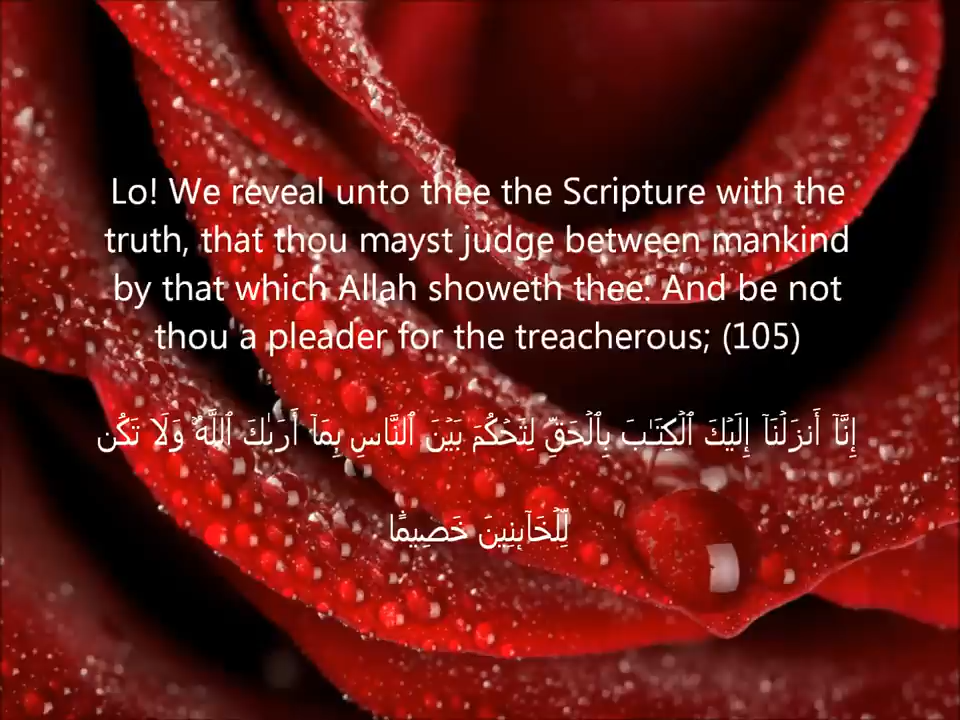 Lo! We reveal unto thee the Scripture with the
truth, that thou mayst judge between mankind
by that which Allah showeth thee. And be not
thou a pleader for the treacherous; (105)
إِنَّآ أَنزَلْنَآ إِلَيْكَ ٱلْكِتَـٰبَ بِٱلْحَقِّ لِتَحْكُمَ بَيْنَ ٱلنَّاسِ بِمَآ أَرَىٰكَ ٱللَّهُ ۚ وَلَا تَكُن
لِّلْخَآئِنِينَ خَصِيمًا